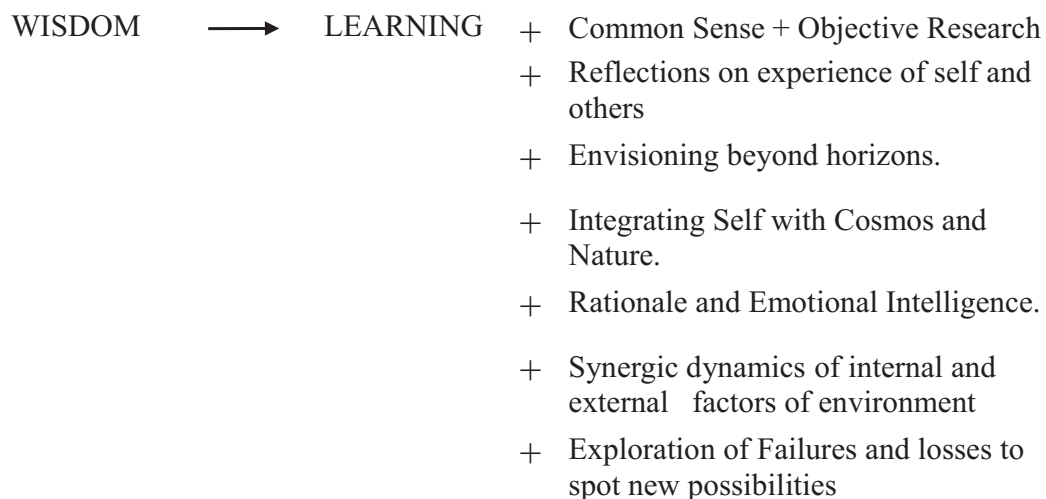 WISDOM ⟶ LEARNING + Common Sense + Objective Research
+ Reflections on experience of self and
others
+ Envisioning beyond horizons.
+ Integrating Self with Cosmos and
Nature.
+ Rationale and Emotional Intelligence.
+ Synergic dynamics of internal and
external factors of environment
+ Exploration of Failures and losses to
spot new possibilities